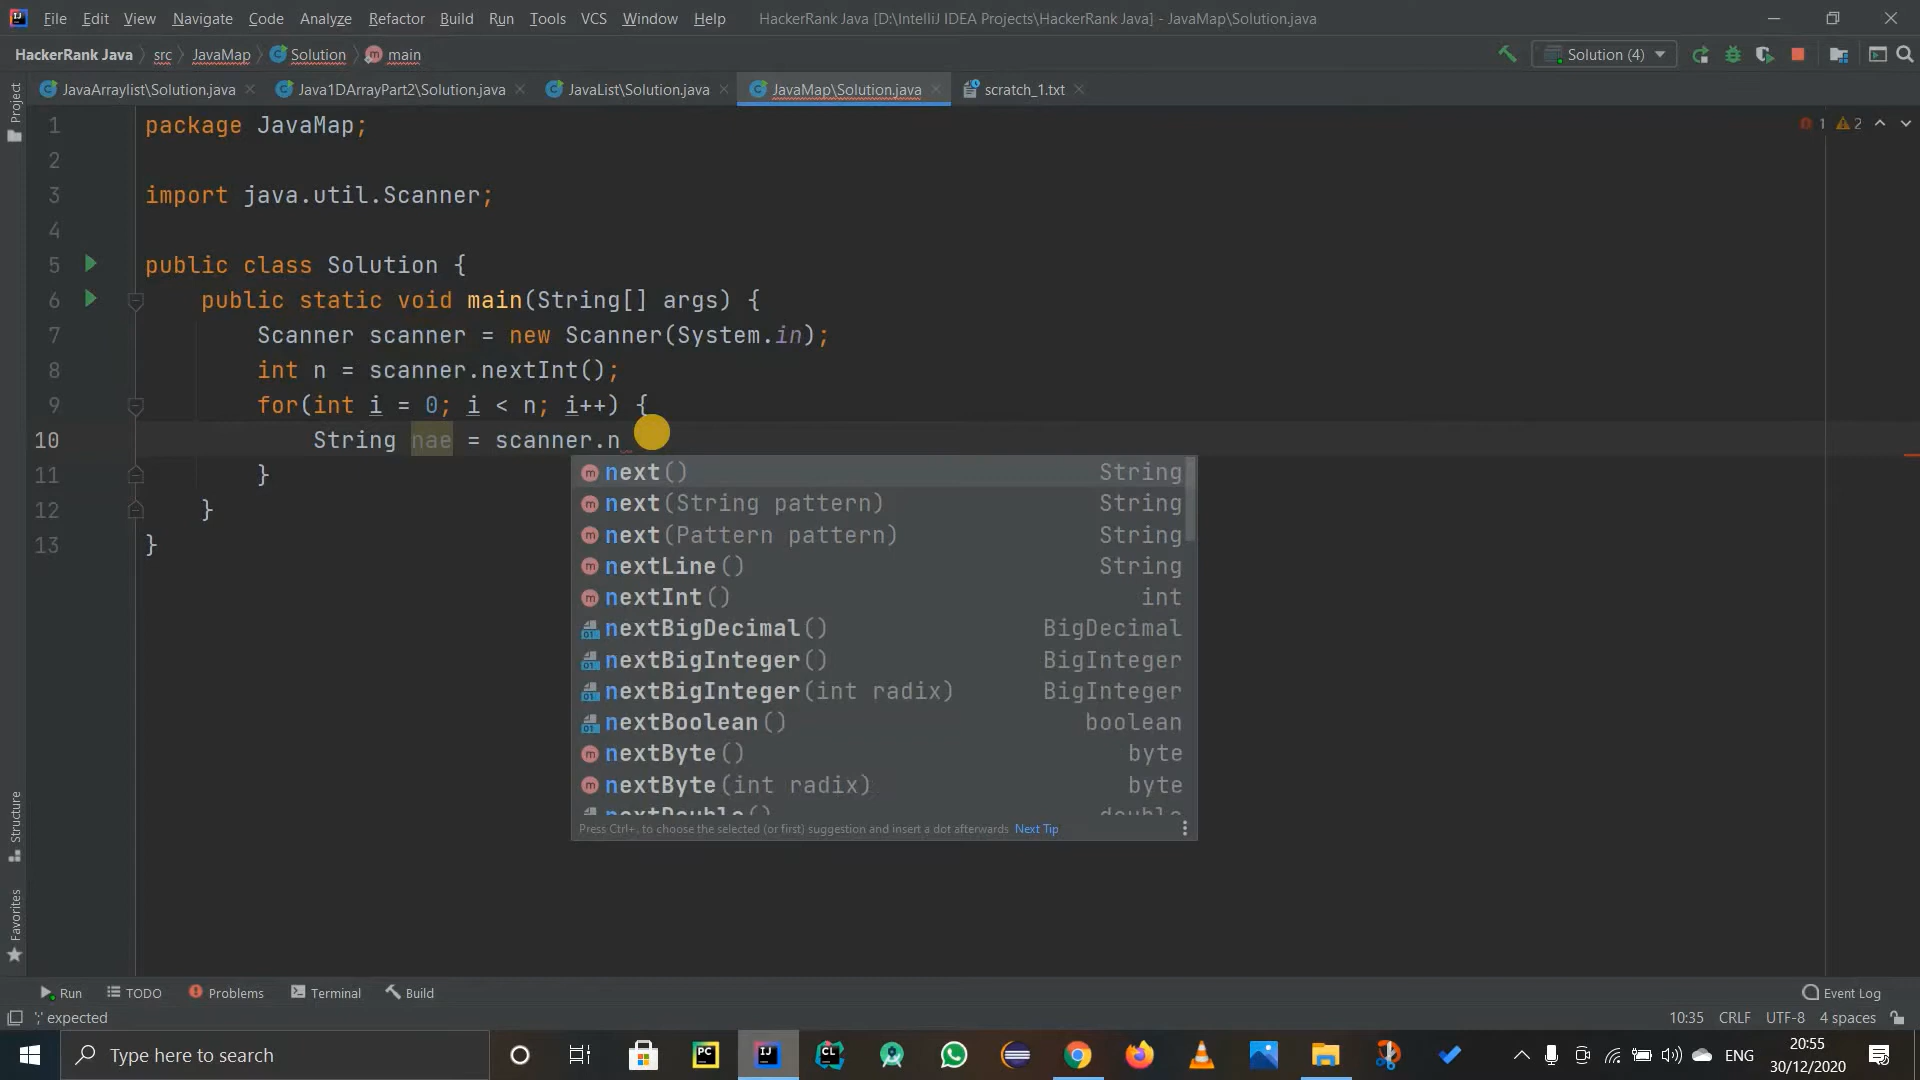 File Edit View Navigate Code Analyze Refactor Build Run Tools VCS Window Help HackerRank Java [D:\IntelliJ IDEA Projects\HackerRank Java] - JavaMap\Solution.java
HackerRank Java src JavaMap Solution main Solution (4)
JavaArraylist\Solution.java Java1DArrayPart2\Solution.java JavaList\Solution.java JavaMap\Solution.java scratch_1.txt
Project
1 package JavaMap; 1 2
2
3 import java.util.Scanner;
4
5 public class Solution {
6 public static void main(String[] args) {
7 Scanner scanner = new Scanner(System.in);
8 int n = scanner.nextInt();
9 for(int i = 0; i < n; i++) {
10 String nae = scanner.n
11 }
12 }
13 }
next() String
next(String pattern) String
next(Pattern pattern) String
nextLine() String
nextInt() int
nextBigDecimal() BigDecimal
nextBigInteger() BigInteger
nextBigInteger(int radix) BigInteger
nextBoolean() boolean
nextByte() byte
nextByte(int radix) byte
nextDouble() double
Press Ctrl+. to choose the selected (or first) suggestion and insert a dot afterwards Next Tip
Structure
Favorites
Run TODO Problems Terminal Build Event Log
';' expected 10:35 CRLF UTF-8 4 spaces
Type here to search PC IJ CL ENG 20:55
30/12/2020